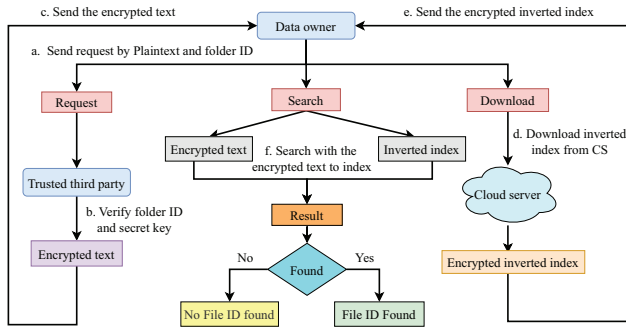 c. Send the encrypted text
e. Send the encrypted inverted index
Data owner
a. Send request by Plaintext and folder ID
Request
Search
Download
Encrypted text
f. Search with the
encrypted text to index
Inverted index
d. Download inverted
index from CS
Trusted third party
Cloud server
b. Verify folder ID
and secret key
Result
Encrypted text
Found
No
Yes
Encrypted inverted index
No File ID found
File ID Found